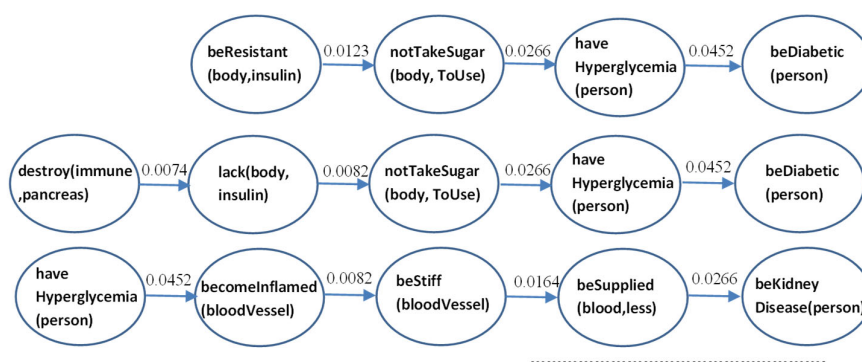 beResistant
(body,insulin)
0.0123
notTakeSugar
(body, ToUse)
0.0266
have
Hyperglycemia
(person)
0.0452
beDiabetic
(person)
destroy(immune
,pancreas)
0.0074
lack(body,
insulin)
0.0082
notTakeSugar
(body, ToUse)
0.0266
have
Hyperglycemia
(person)
0.0452
beDiabetic
(person)
have
Hyperglycemia
(person)
0.0452
becomeInflamed
(bloodVessel)
0.0082
beStiff
(bloodVessel)
0.0164
beSupplied
(blood,less)
0.0266
beKidney
Disease(person)